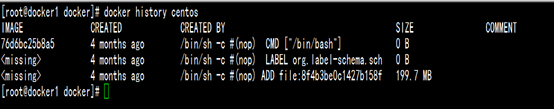 [root@docker1 docker]# docker history centos
IMAGE CREATED CREATED BY SIZE COMMENT
76d6bc25b8a5 4 months ago /bin/sh -c #(nop) CMD ["/bin/bash"] 0 B
<missing> 4 months ago /bin/sh -c #(nop) LABEL org.label-schema.sch 0 B
<missing> 4 months ago /bin/sh -c #(nop) ADD file:8f4b3be0c1427b158f 199.7 MB
[root@docker1 docker]#